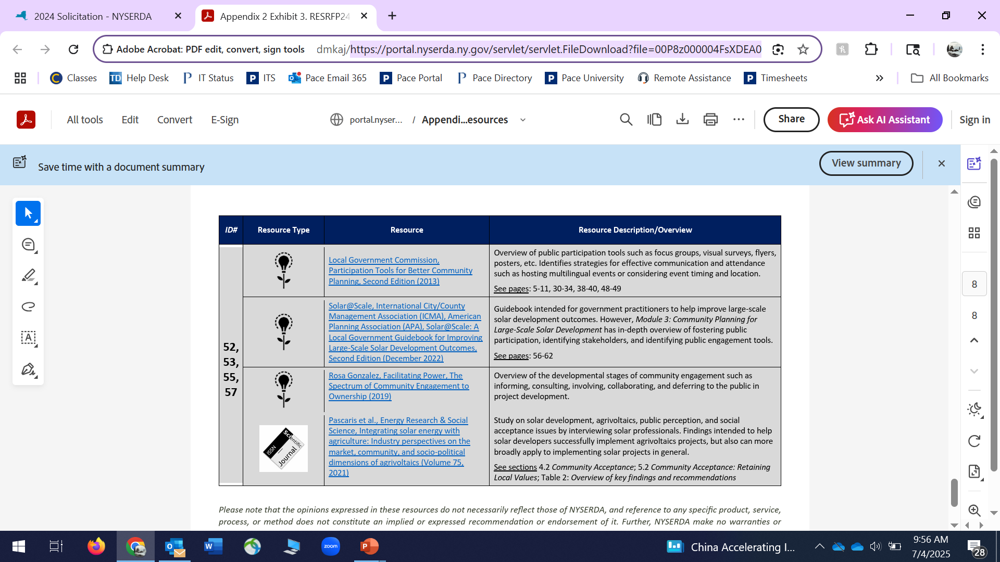 2024 Solicitation - NYSERDA
Appendix 2 Exhibit 3. RESRFP24
Adobe Acrobat: PDF edit, convert, sign tools
dmkaj/https://portal.nyserda.ny.gov/servlet/servlet.FileDownload?file=00P8z000004FsXDEA0
Classes
TD Help Desk
IT Status
P ITS
Pace Email 365
P Pace Portal
Pace Directory
P Pace University
Remote Assistance
P Timesheets
»
All Bookmarks
All tools
Edit
Convert
E-Sign
portal.nyser... / Appendi...esources
Share
Ask AI Assistant
Sign in
Save time with a document summary
View summary
ID#
Resource Type
Resource
Resource Description/Overview
52,
53,
55,
57
Local Government Commission,
Participation Tools for Better Community
Planning, Second Edition (2013)
Overview of public participation tools such as focus groups, visual surveys, flyers,
posters, etc. Identifies strategies for effective communication and attendance
such as hosting multilingual events or considering event timing and location.
See pages: 5-11, 30-34, 38-40, 48-49
Solar@Scale, International City/County
Management Association (ICMA), American
Planning Association (APA), Solar@Scale: A
Local Government Guidebook for Improving
Large-Scale Solar Development Outcomes,
Second Edition (December 2022)
Guidebook intended for government practitioners to help improve large-scale
solar development outcomes. However, Module 3: Community Planning for
Large-Scale Solar Development has in-depth overview of fostering public
participation, identifying stakeholders, and identifying public engagement tools.
See pages: 56-62
Rosa Gonzalez, Facilitating Power, The
Spectrum of Community Engagement to
Ownership (2019)
Overview of the developmental stages of community engagement such as
informing, consulting, involving, collaborating, and deferring to the public in
project development.
ISSN
Scientific
Journal
Pascaris et al., Energy Research & Social
Science, Integrating solar energy with
agriculture: Industry perspectives on the
market, community, and socio-political
dimensions of agrivoltaics (Volume 75,
2021)
Study on solar development, agrivoltaics, public perception, and social
acceptance issues by interviewing solar professionals. Findings intended to help
solar developers successfully implement agrivoltaics projects, but also can more
broadly apply to implementing solar projects in general.
See sections 4.2 Community Acceptance; 5.2 Community Acceptance: Retaining
Local Values; Table 2: Overview of key findings and recommendations
Please note that the opinions expressed in these resources do not necessarily reflect those of NYSERDA, and reference to any specific product, service,
process, or method does not constitute an implied or expressed recommendation or endorsement of it. Further, NYSERDA make no warranties or
8
8
zoom
China Accelerating I...
9:56 AM
7/4/2025
28